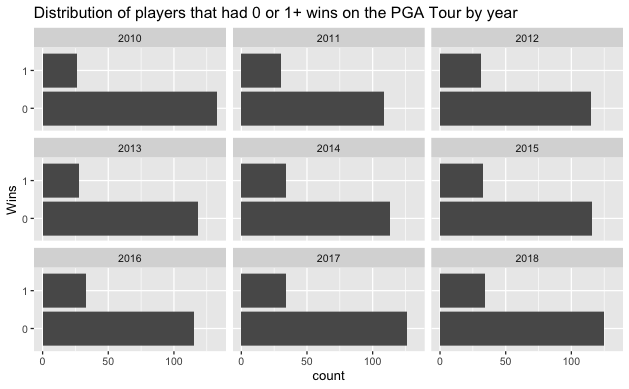 Distribution of players that had 0 or 1+ wins on the PGA Tour by year
2010 2011 2012
1
0
2013 2014 2015
Wins
1
0
2016 2017 2018
1
0
0 50 100 0 50 100 0 50 100
count